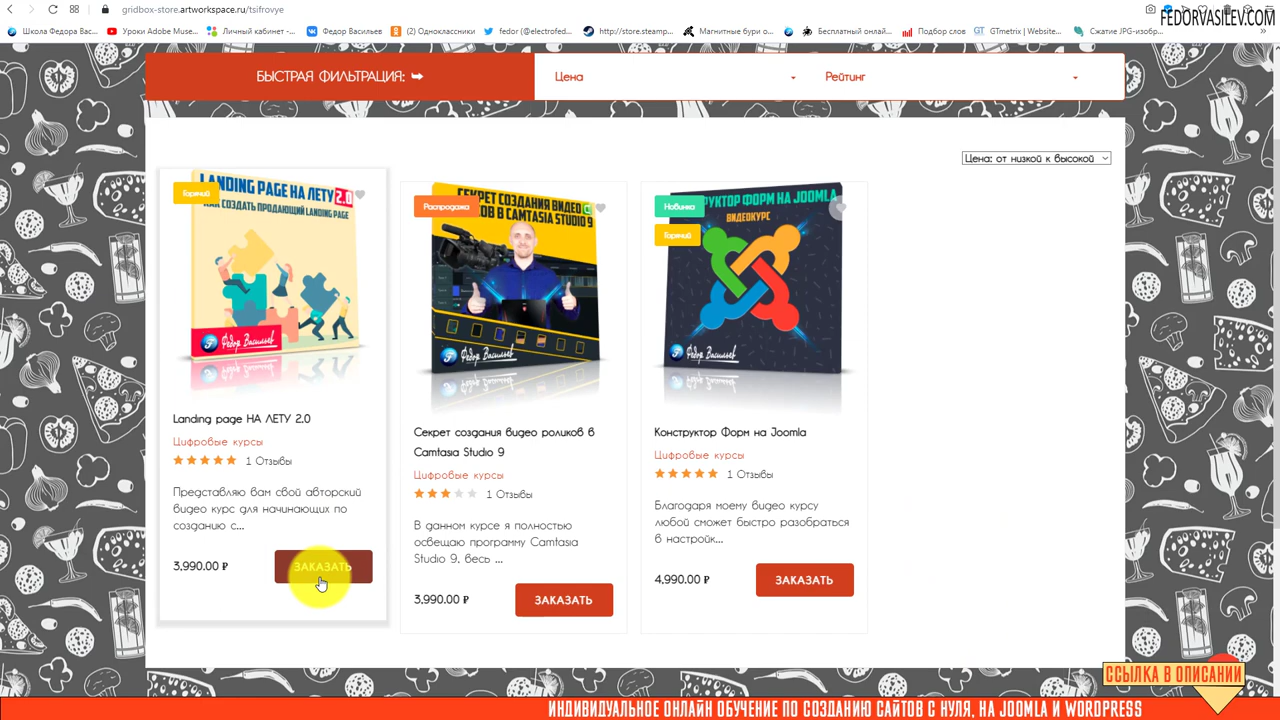 gridbox-store.artworkspace.ru/tsifrovye
FEDORVASILEV.COM
Школа Федора Вас...
Уроки Adobe Muse...
Личный кабинет -...
Федор Васильев
(2) Одноклассники
fedor (@electrofed...
http://store.steamp...
Магнитные бури о...
Бесплатный онлай...
Подбор слов
GTmetrix | Website...
Сжатие JPG-изобр...
БЫСТРАЯ ФИЛЬТРАЦИЯ:
Цена
Рейтинг
Цена: от низкой к высокой
Горячий
LANDING PAGE НА ЛЕТУ 2.0
КАК СОЗДАТЬ ПРОДАЮЩИЙ LANDING PAGE
Федор Васильев
Landing page НА ЛЕТУ 2.0
Цифровые курсы
1 Отзывы
Представляю вам свой авторский
видео курс для начинающих по
созданию с...
3,990.00 ₽
ЗАКАЗАТЬ
Распродажа
СЕКРЕТ СОЗДАНИЯ ВИДЕО
В CAMTASIA STUDIO 9
Федор Васильев
Секрет создания видео роликов в
Camtasia Studio 9
Цифровые курсы
1 Отзывы
В данном курсе я полностью
освещаю программу Camtasia
Studio 9, весь ...
3,990.00 ₽
ЗАКАЗАТЬ
Новинка
Горячий
ФОРМ НА JOOMLA
ВИДЕОКУРС
Федор Васильев
Конструктор Форм на Joomla
Цифровые курсы
1 Отзывы
Благодаря моему видео курсу
любой сможет быстро разобраться
в настройк...
4,990.00 ₽
ЗАКАЗАТЬ
ССЫЛКА В ОПИСАНИИ
ИНДИВИДУАЛЬНОЕ ОНЛАЙН ОБУЧЕНИЕ ПО СОЗДАНИЮ САЙТОВ С НУЛЯ, НА JOOMLA И WORDPRESS